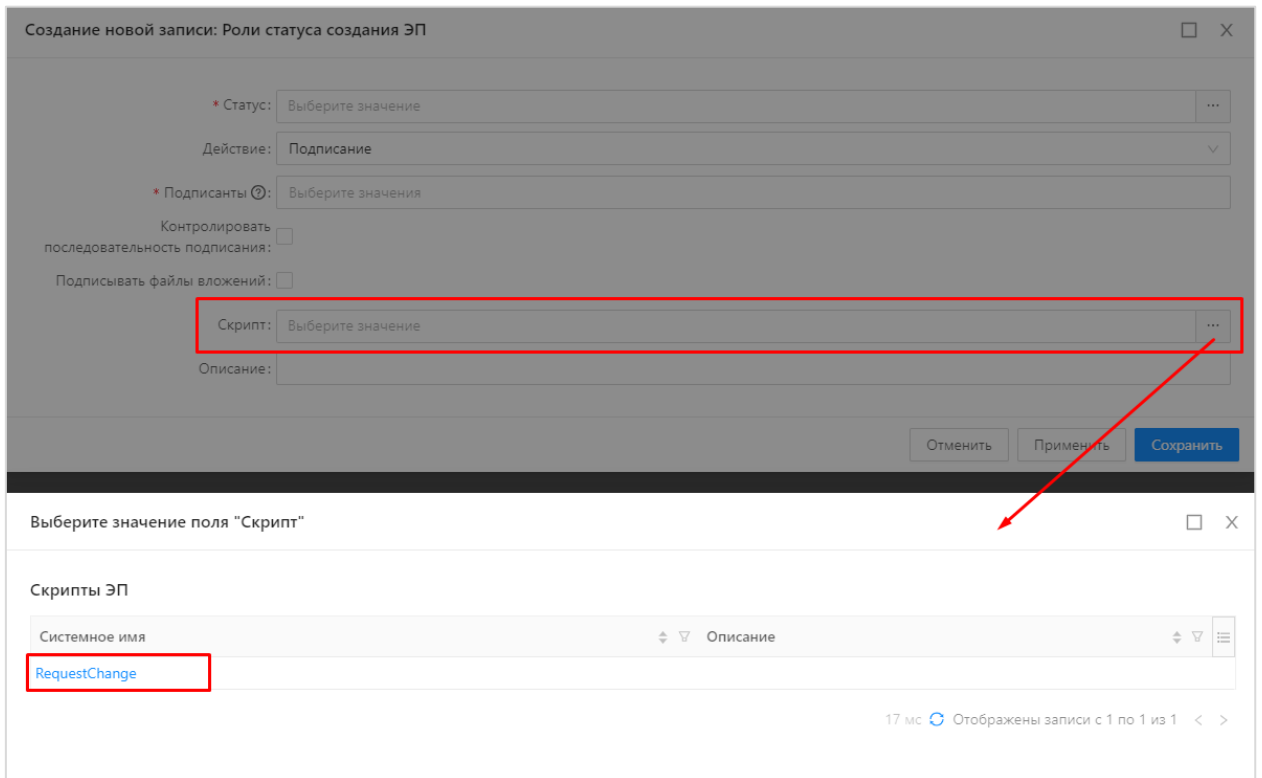 Создание новой записи: Роли статуса создания ЭП
* Статус: Выберите значение ...
Действие: Подписание
* Подписанты ?: Выберите значения
Контролировать
последовательность подписания:
Подписывать файлы вложений:
Скрипт: Выберите значение ...
Описание:
Отменить Применить Сохранить
Выберите значение поля "Скрипт"
Скрипты ЭП
Системное имя Описание
RequestChange
17 мс Отображены записи с 1 по 1 из 1 < >